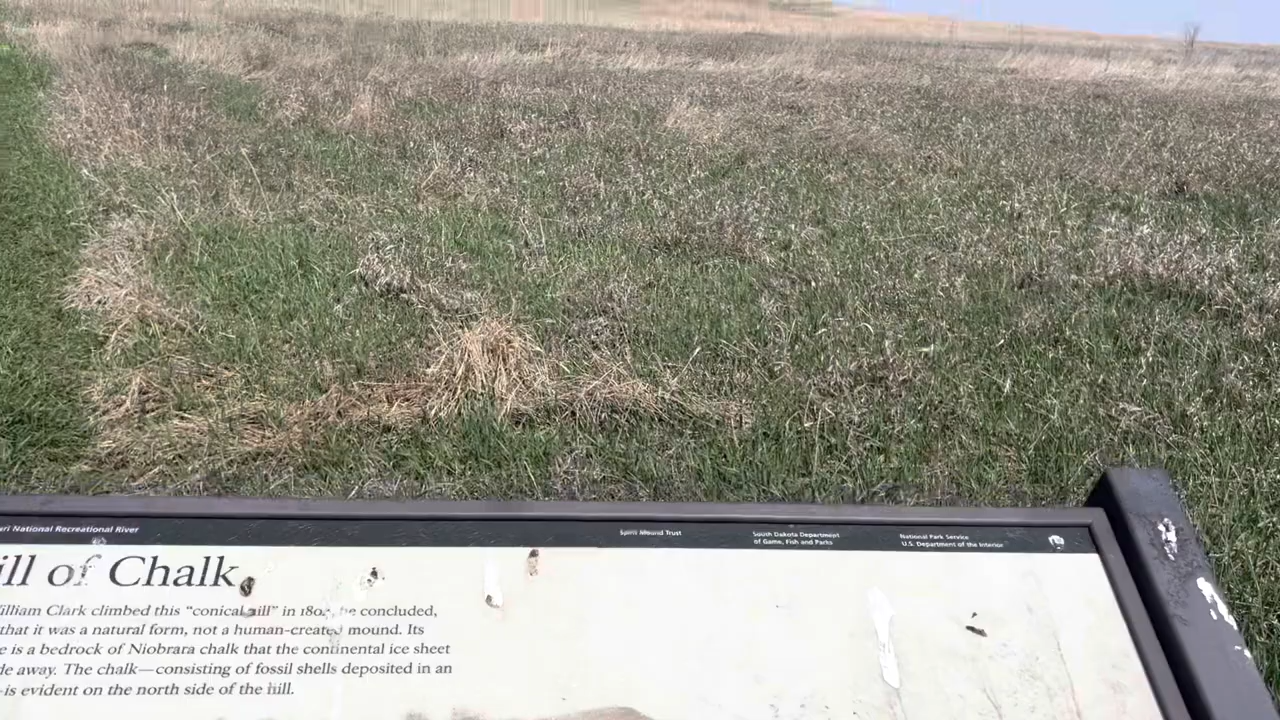 ri National Recreational River
Spirit Mound Trust
South Dakota Department
of Game, Fish and Parks
National Park Service
U.S. Department of the Interior
ill of Chalk
illiam Clark climbed this “conical hill” in he concluded,
that it was a natural form, not a human-created mound. Its
e is a bedrock of Niobrara chalk that the continental ice sheet
de away. The chalk—consisting of fossil shells deposited in an
-is evident on the north side of the hill.